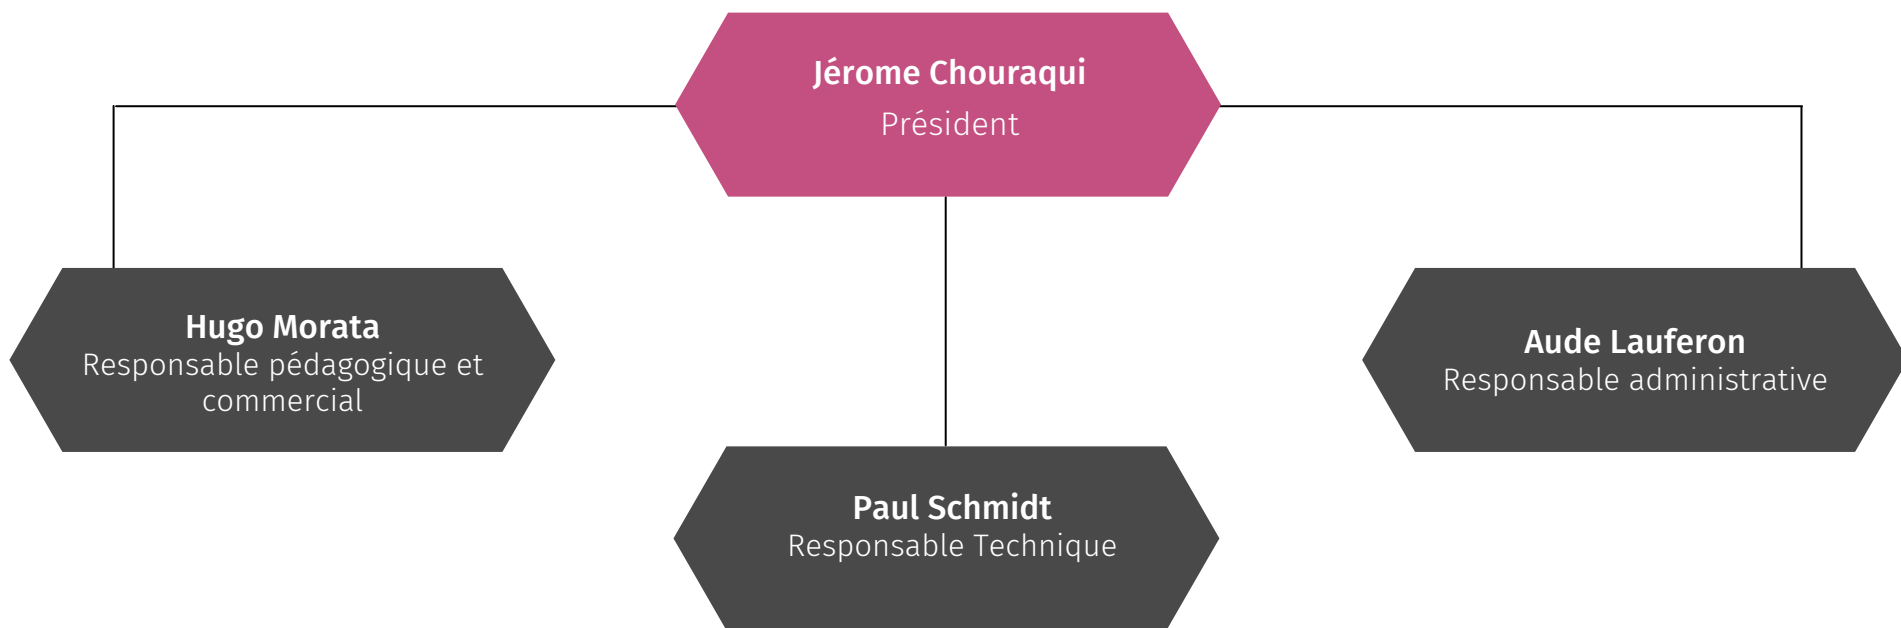 Jérome Chouraqui
Président
Hugo Morata
Responsable pédagogique et
commercial
Aude Lauferon
Responsable administrative
Paul Schmidt
Responsable Technique